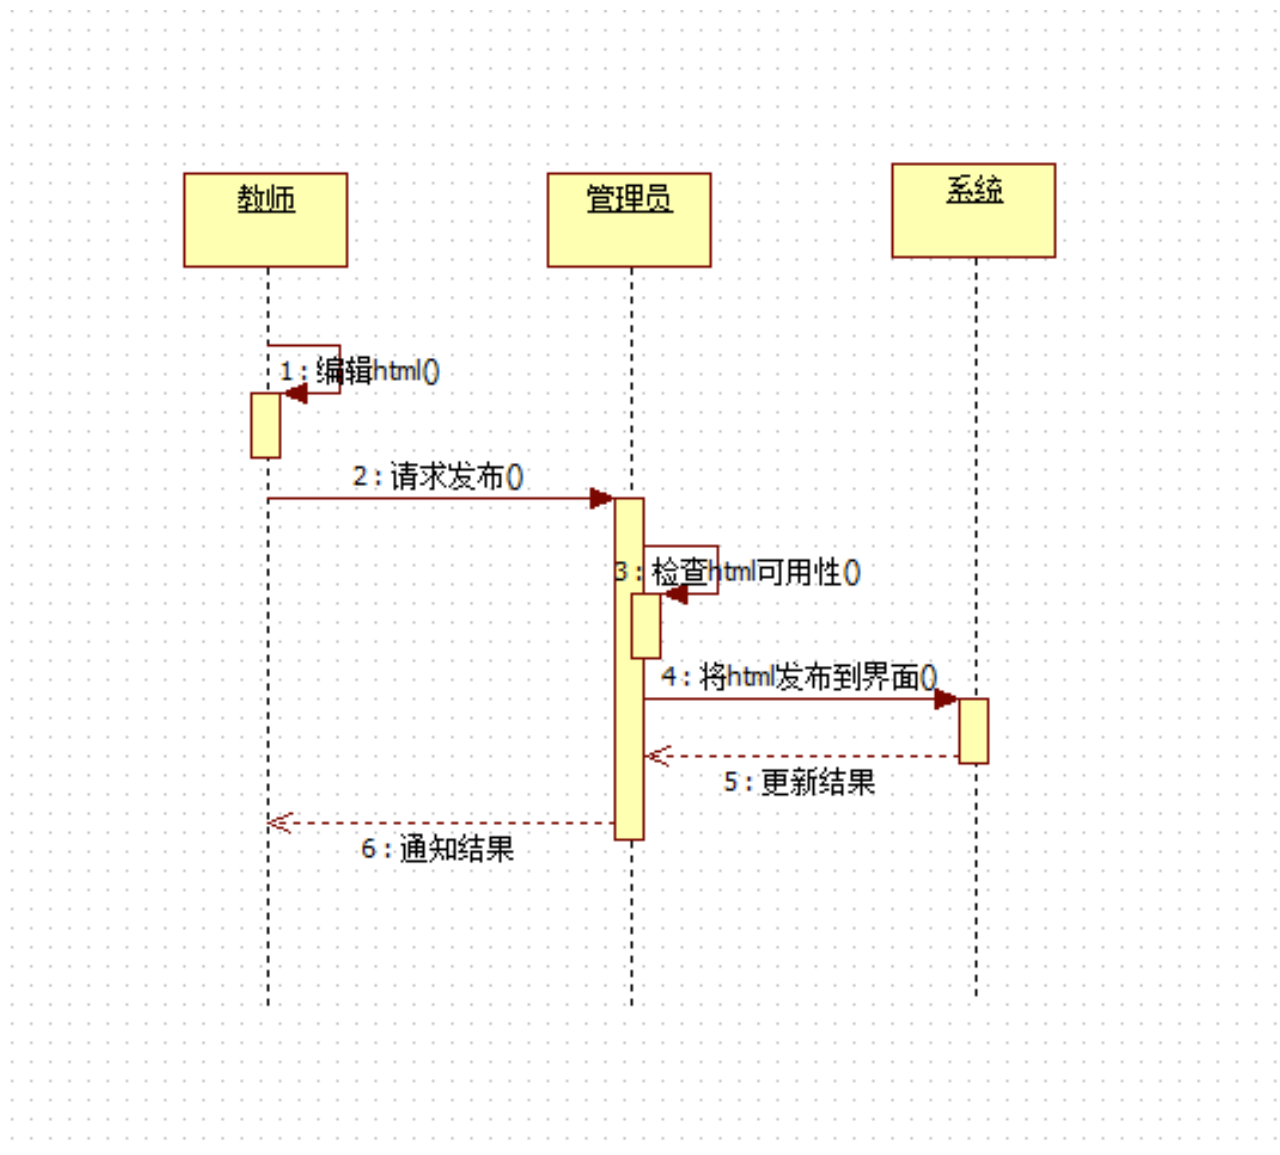 教师
管理员
系统
1 : 编辑html()
2 : 请求发布()
3 : 检查html可用性()
4 : 将html发布到界面()
5 : 更新结果
6 : 通知结果